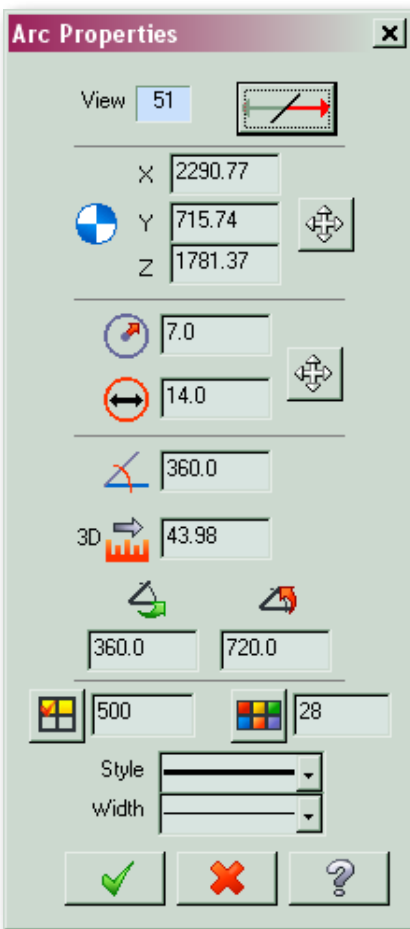 Arc Properties
View 51
X 2290.77
Y 715.74
Z 1781.37
7.0
14.0
360.0
3D 43.98
360.0 720.0
500 28
Style
Width